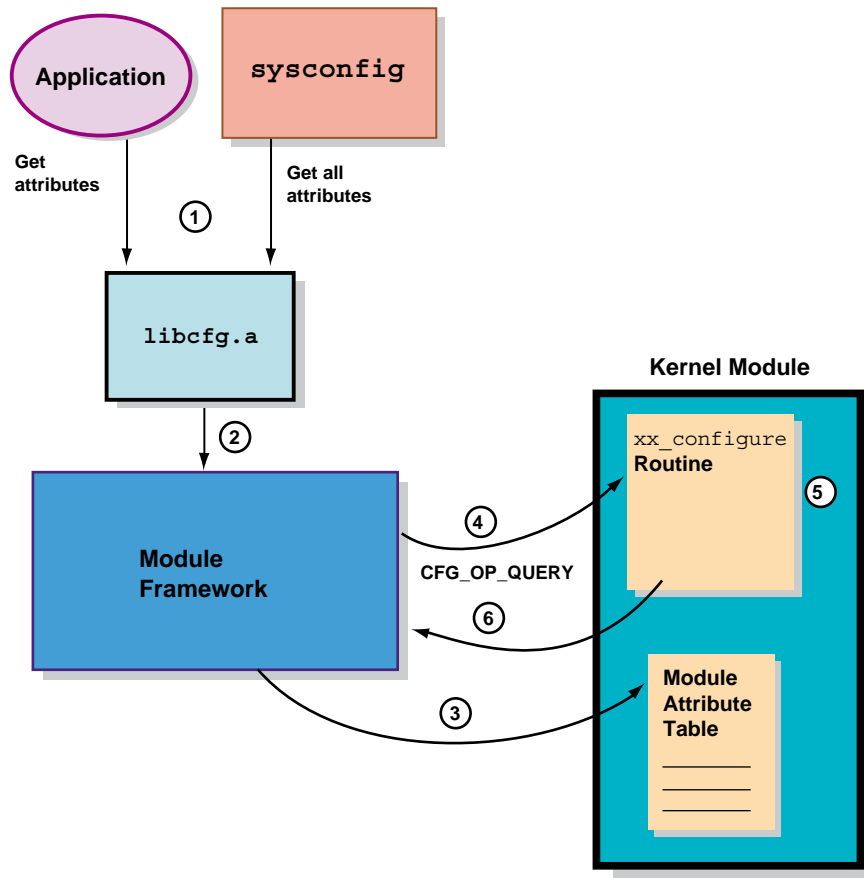 Application
sysconfig
Get
attributes
Get all
attributes
1
libcfg.a
2
Kernel Module
xx_configure
Routine
5
4
Module
Framework
CFG_OP_QUERY
6
3
Module
Attribute
Table